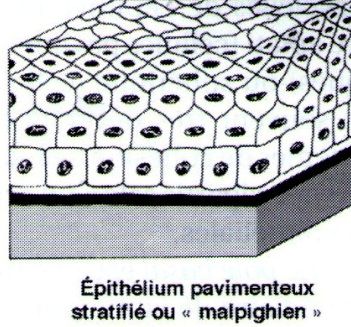 Épithélium pavimenteux
stratifié ou « malpighien »